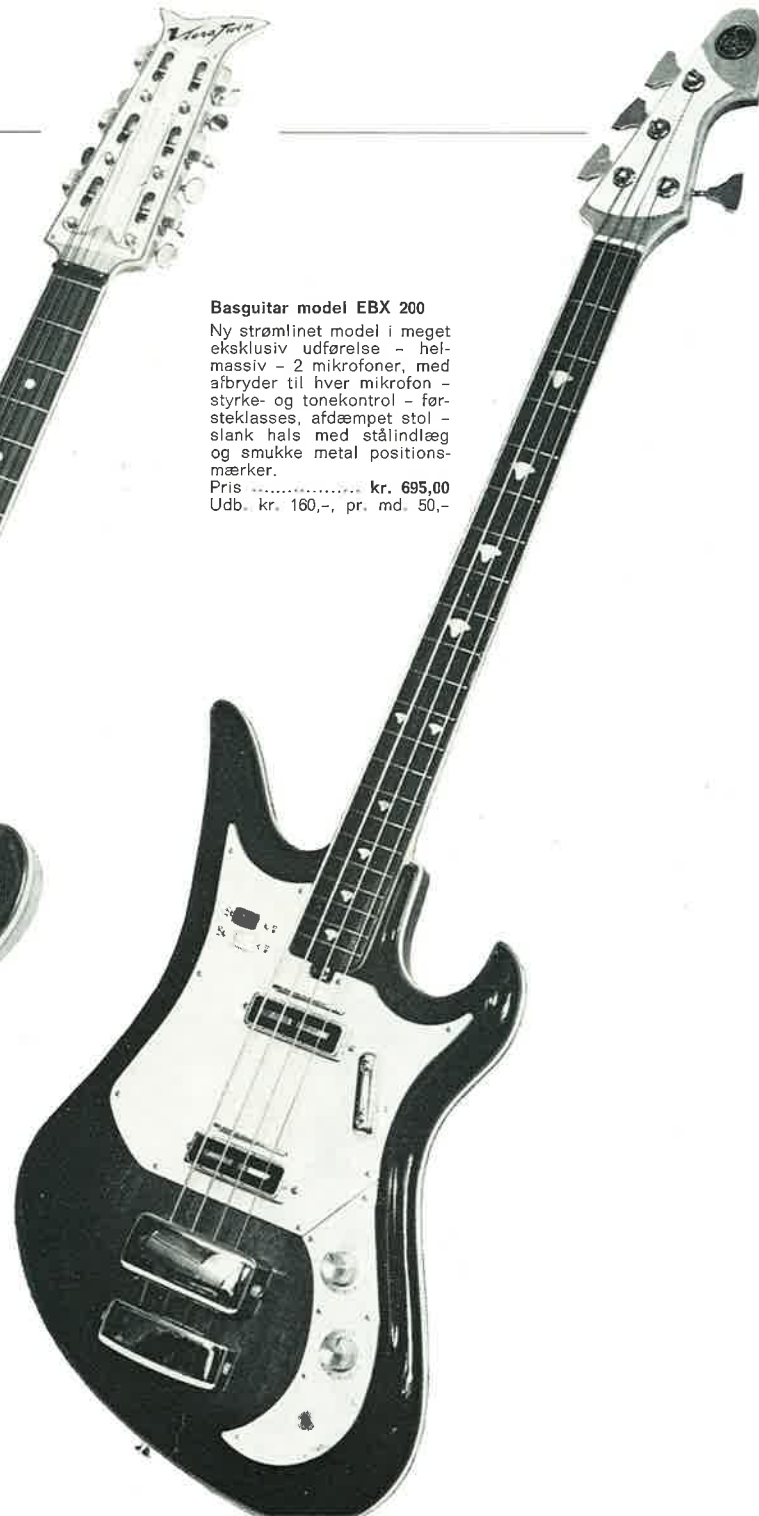 Basguitar model EBX 200
Ny strømlinet model i meget
eksklusiv udførelse – hel-
massiv – 2 mikrofoner, med
afbryder til hver mikrofon –
styrke- og tonekontrol – før-
steklasses, afdæmpet stol –
slank hals med stålindlæg
og smukke metal positions-
mærker.
Pris .................. kr. 695,00
Udb. kr. 160,-, pr. md. 50,-